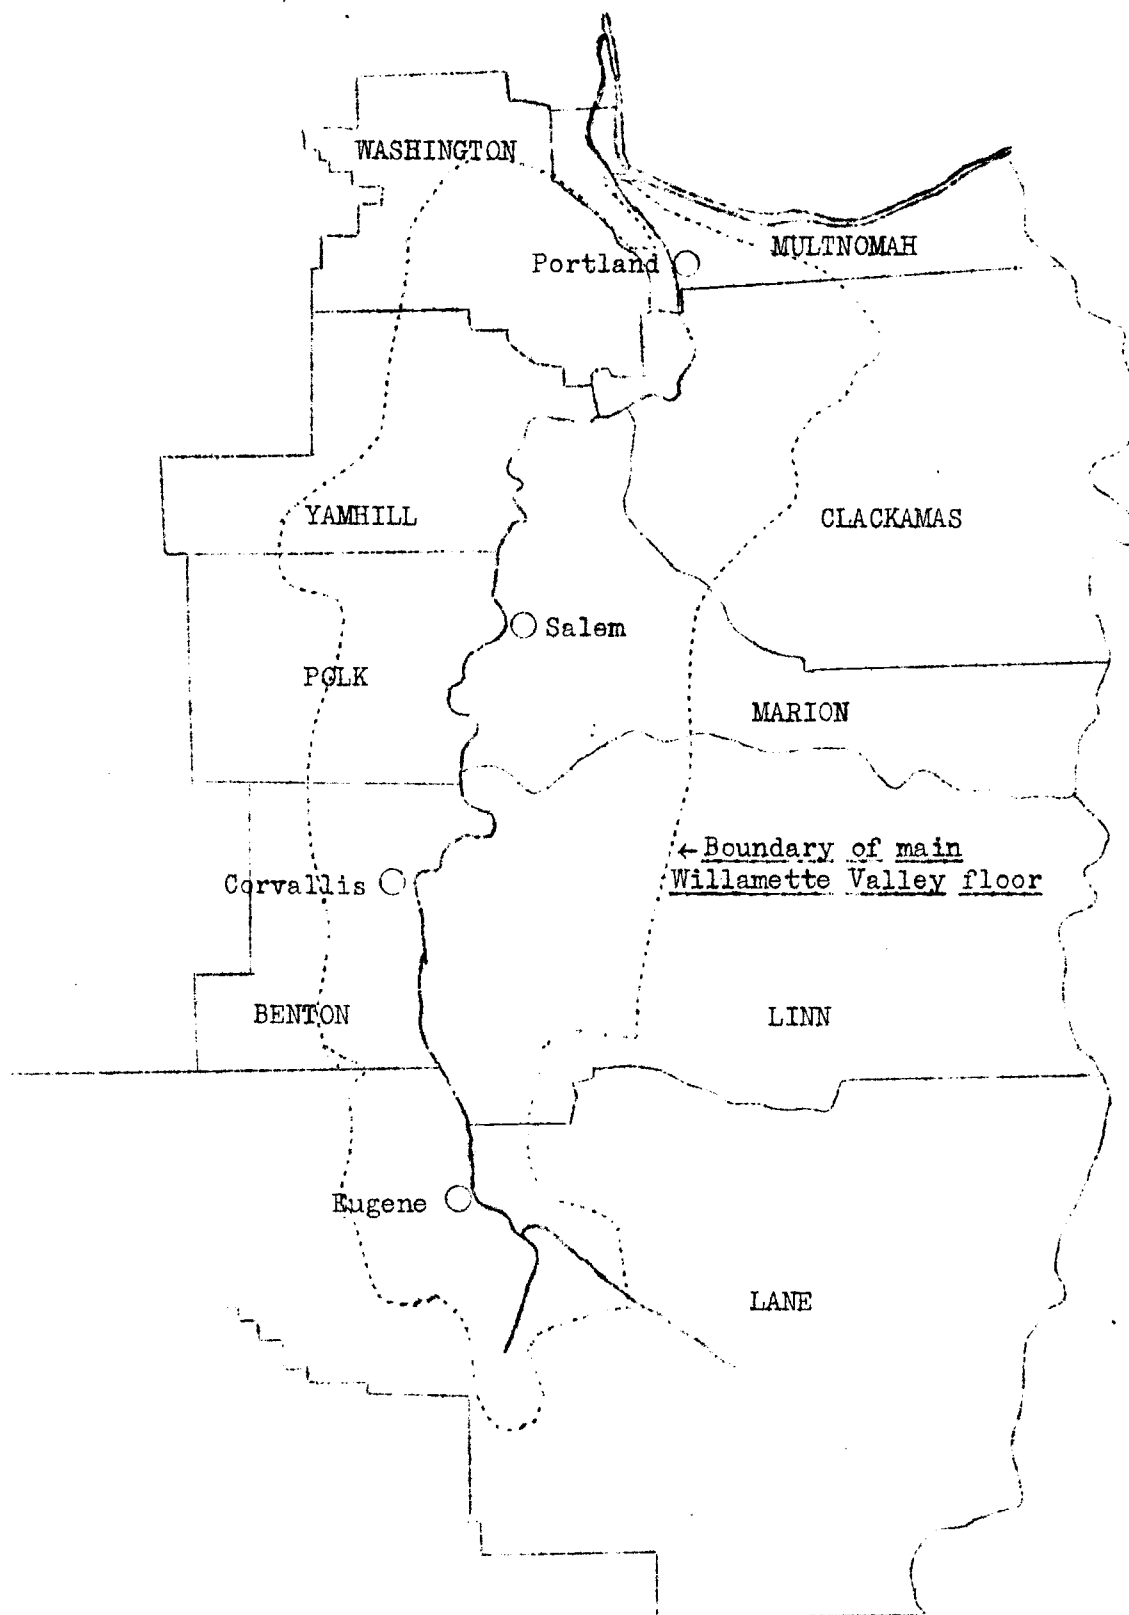 WASHINGTON
MULTNOMAH
Portland
YAMHILL
CLACKAMAS
Salem
POLK
MARION
←Boundary of main
Willamette Valley floor
Corvallis
BENTON
LINN
Eugene
LANE